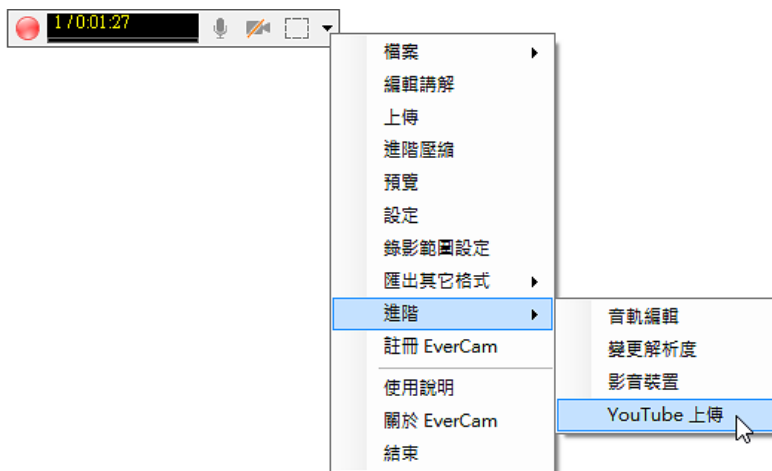 1 / 0:01:27
檔案
編輯講解
上傳
進階壓縮
預覽
設定
錄影範圍設定
匯出其它格式
進階
註冊 EverCam
使用說明
關於 EverCam
結束
音軌編輯
變更解析度
影音裝置
YouTube 上傳